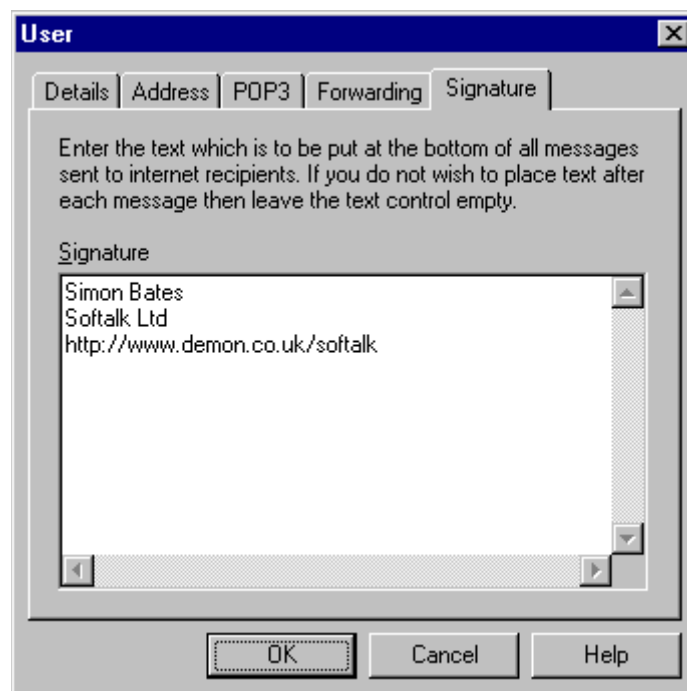 User
Details Address POP3 Forwarding Signature
Enter the text which is to be put at the bottom of all messages
sent to internet recipients. If you do not wish to place text after
each message then leave the text control empty.
Signature
Simon Bates
Softalk Ltd
http://www.demon.co.uk/softalk
OK Cancel Help